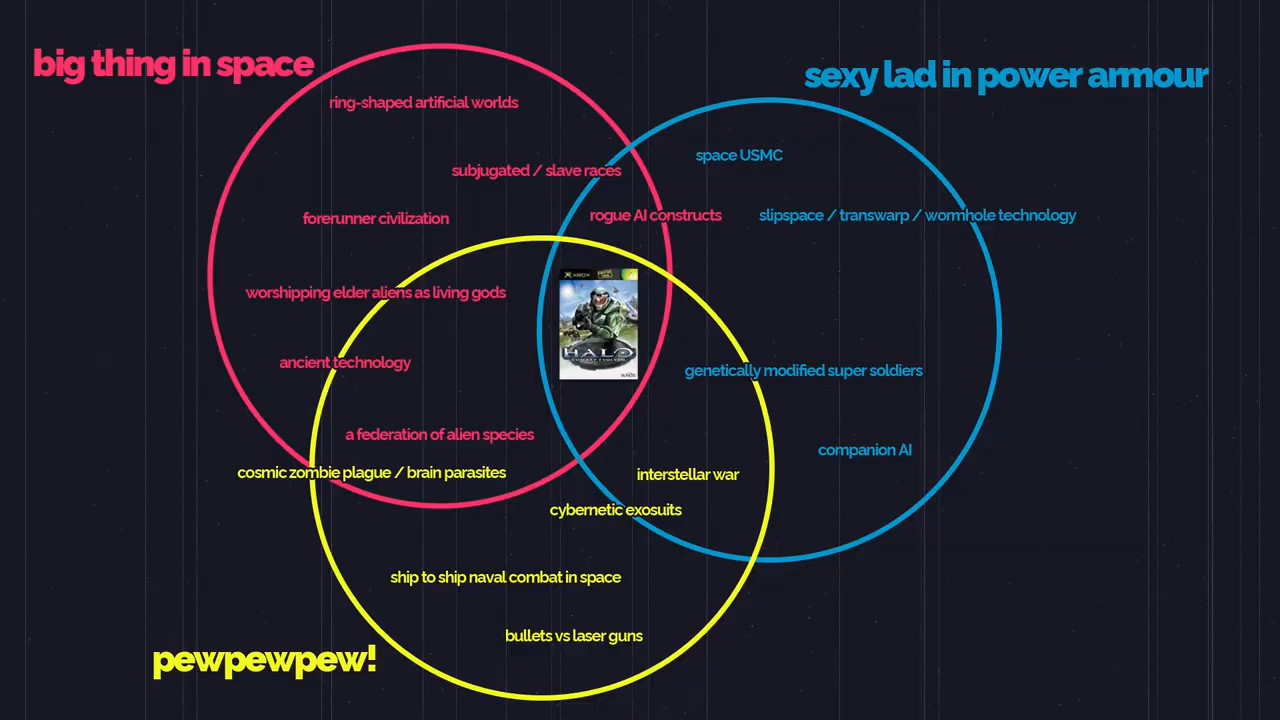 big thing in space
sexy lad in power armour
ring-shaped artificial worlds
space USMC
subjugated / slave races
rogue AI constructs
slipspace / transwarp / wormhole technology
forerunner civilization
XBOX
HALO
COMBAT EVOLVED
worshipping elder aliens as living gods
ancient technology
genetically modified super soldiers
a federation of alien species
companion AI
cosmic zombie plague / brain parasites
interstellar war
cybernetic exosuits
ship to ship naval combat in space
bullets vs laser guns
pewpewpew!